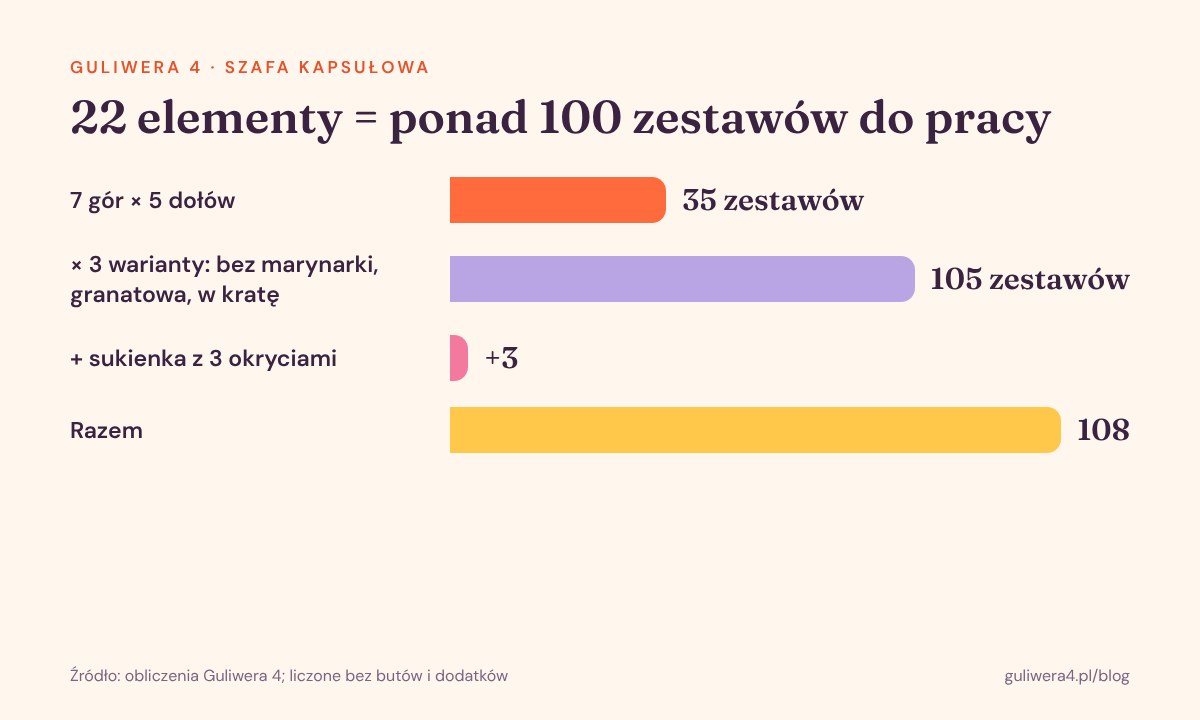 GULIWERA 4 · SZAFA KAPSUŁOWA
22 elementy = ponad 100 zestawów do pracy
7 gór × 5 dołów
35 zestawów
× 3 warianty: bez marynarki,
granatowa, w kratę
105 zestawów
+ sukienka z 3 okryciami
+3
Razem
108
Źródło: obliczenia Guliwera 4; liczone bez butów i dodatków
guliwera4.pl/blog